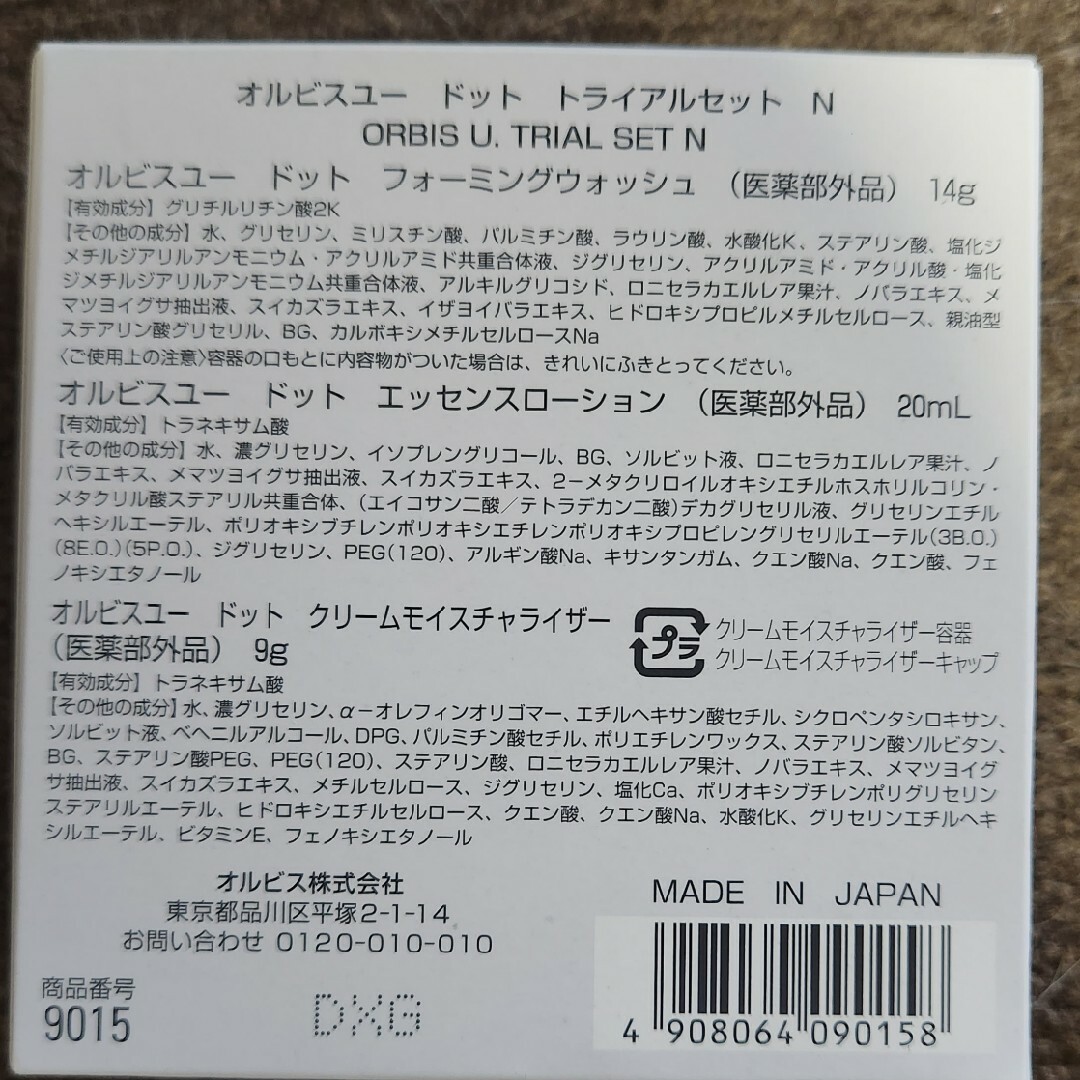 オルビスユー　ドット　トライアルセット　N
ORBIS U. TRIAL SET N
オルビスユー　ドット　フォーミングウォッシュ　（医薬部外品）　14g
【有効成分】グリチルリチン酸2K
【その他の成分】水、グリセリン、ミリスチン酸、パルミチン酸、ラウリン酸、水酸化K、ステアリン酸、塩化ジ
メチルジアリルアンモニウム・アクリルアミド共重合体液、ジグリセリン、アクリルアミド・アクリル酸・塩化
ジメチルジアリルアンモニウム共重合体液、アルキルグリコシド、ロニセラカエルレア果汁、ノバラエキス、メ
マツヨイグサ抽出液、スイカズラエキス、イザヨイバラエキス、ヒドロキシプロピルメチルセルロース、親油型
ステアリン酸グリセリル、BG、カルボキシメチルセルロースNa
〈ご使用上の注意〉容器の口もとに内容物がついた場合は、きれいにふきとってください。
オルビスユー　ドット　エッセンスローション　（医薬部外品）　20mL
【有効成分】トラネキサム酸
【その他の成分】水、濃グリセリン、イソプレングリコール、BG、ソルビット液、ロニセラカエルレア果汁、ノ
バラエキス、メマツヨイグサ抽出液、スイカズラエキス、2－メタクリロイルオキシエチルホスホリルコリン・
メタクリル酸ステアリル共重合体、（エイコサン二酸／テトラデカン二酸）デカグリセリル液、グリセリンエチル
ヘキシルエーテル、ポリオキシブチレンポリオキシエチレンポリオキシプロピレングリセリルエーテル(3B.O.)
(8E.O.)(5P.O.)、ジグリセリン、PEG(120)、アルギン酸Na、キサンタンガム、クエン酸Na、クエン酸、フェ
ノキシエタノール
オルビスユー　ドット　クリームモイスチャライザー
（医薬部外品）　9g
プラ
クリームモイスチャライザー容器
クリームモイスチャライザーキャップ
【有効成分】トラネキサム酸
【その他の成分】水、濃グリセリン、α－オレフィンオリゴマー、エチルヘキサン酸セチル、シクロペンタシロキサン、
ソルビット液、ベヘニルアルコール、DPG、パルミチン酸セチル、ポリエチレンワックス、ステアリン酸ソルビタン、
BG、ステアリン酸PEG、PEG(120)、ステアリン酸、ロニセラカエルレア果汁、ノバラエキス、メマツヨイグ
サ抽出液、スイカズラエキス、メチルセルロース、ジグリセリン、塩化Ca、ポリオキシブチレンポリグリセリン
ステアリルエーテル、ヒドロキシエチルセルロース、クエン酸、クエン酸Na、水酸化K、グリセリンエチルヘキ
シルエーテル、ビタミンE、フェノキシエタノール
オルビス株式会社
東京都品川区平塚2-1-14
お問い合わせ 0120-010-010
MADE IN JAPAN
商品番号
9015
DXG
4 908064 090158